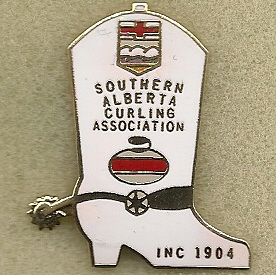 SOUTHERN
ALBERTA
CURLING
ASSOCIATION
INC 1904